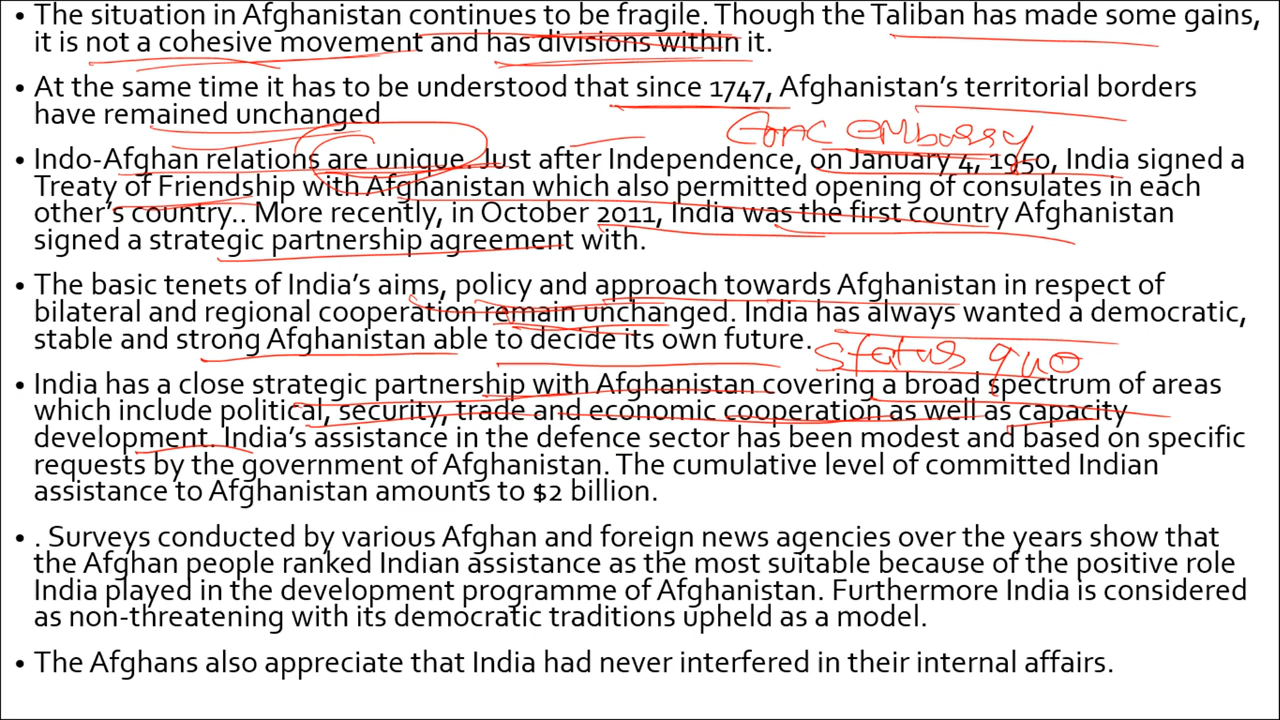 • The situation in Afghanistan continues to be fragile. Though the Taliban has made some gains,
it is not a cohesive movement and has divisions within it.
• At the same time it has to be understood that since 1747, Afghanistan's territorial borders
have remained unchanged
embassy
• Indo-Afghan relations are unique. Just after Independence, on January 4, 1950, India signed a
Treaty of Friendship with Afghanistan which also permitted opening of consulates in each
other's country.. More recently, in October 2011, India was the first country Afghanistan
signed a strategic partnership agreement with.
• The basic tenets of India's aims, policy and approach towards Afghanistan in respect of
bilateral and regional cooperation remain unchanged. India has always wanted a democratic,
stable and strong Afghanistan able to decide its own future.
status quo
• India has a close strategic partnership with Afghanistan covering a broad spectrum of areas
which include political, security, trade and economic cooperation as well as capacity
development. India's assistance in the defence sector has been modest and based on specific
requests by the government of Afghanistan. The cumulative level of committed Indian
assistance to Afghanistan amounts to $2 billion.
• . Surveys conducted by various Afghan and foreign news agencies over the years show that
the Afghan people ranked Indian assistance as the most suitable because of the positive role
India played in the development programme of Afghanistan. Furthermore India is considered
as non-threatening with its democratic traditions upheld as a model.
• The Afghans also appreciate that India had never interfered in their internal affairs.